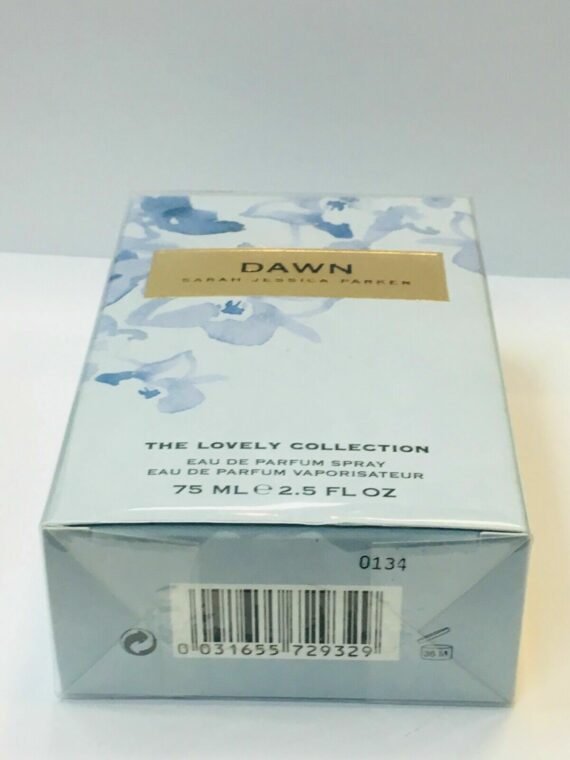 DAWN
SARAH JESSICA PARKER
THE LOVELY COLLECTION
EAU DE PARFUM SPRAY
EAU DE PARFUM VAPORISATEUR
75 ML e 2.5 FL OZ
0134
0 031655 729329
36 M